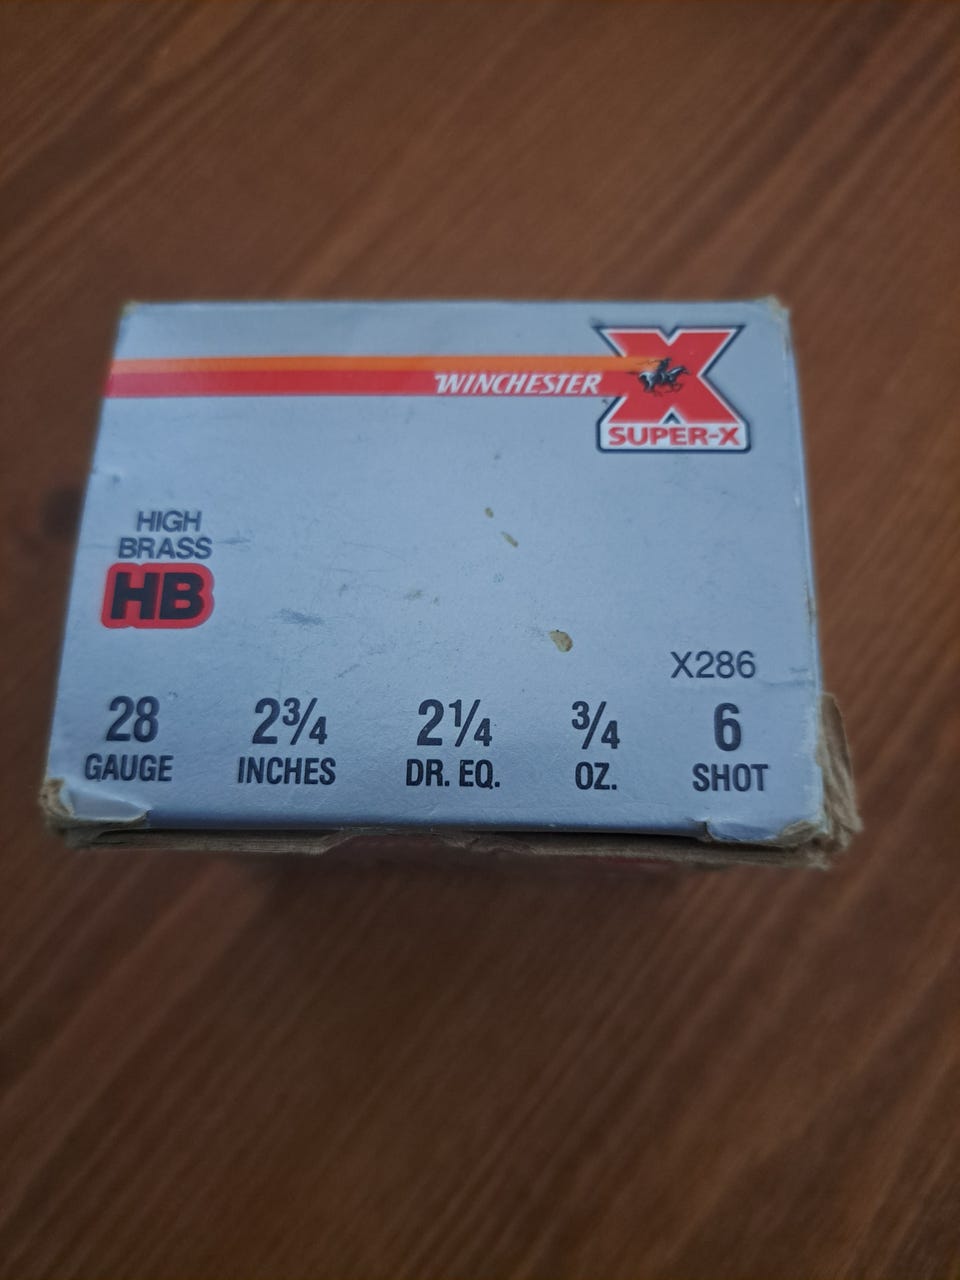 WINCHESTER
X
SUPER-X
HIGH
BRASS
HB
X286
28 2¾ 2¼ ¾ 6
GAUGE INCHES DR. EQ. OZ. SHOT